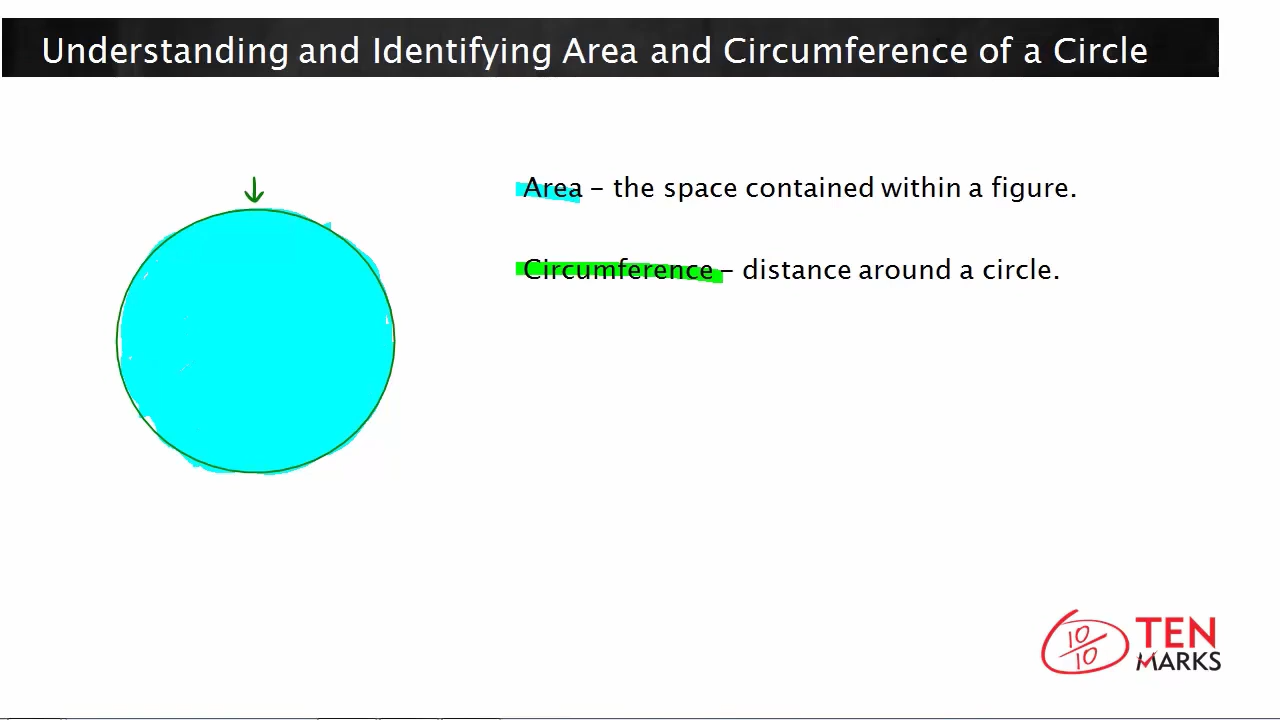 Understanding and Identifying Area and Circumference of a Circle
Area – the space contained within a figure.
Circumference – distance around a circle.
10
10
TEN
MARKS